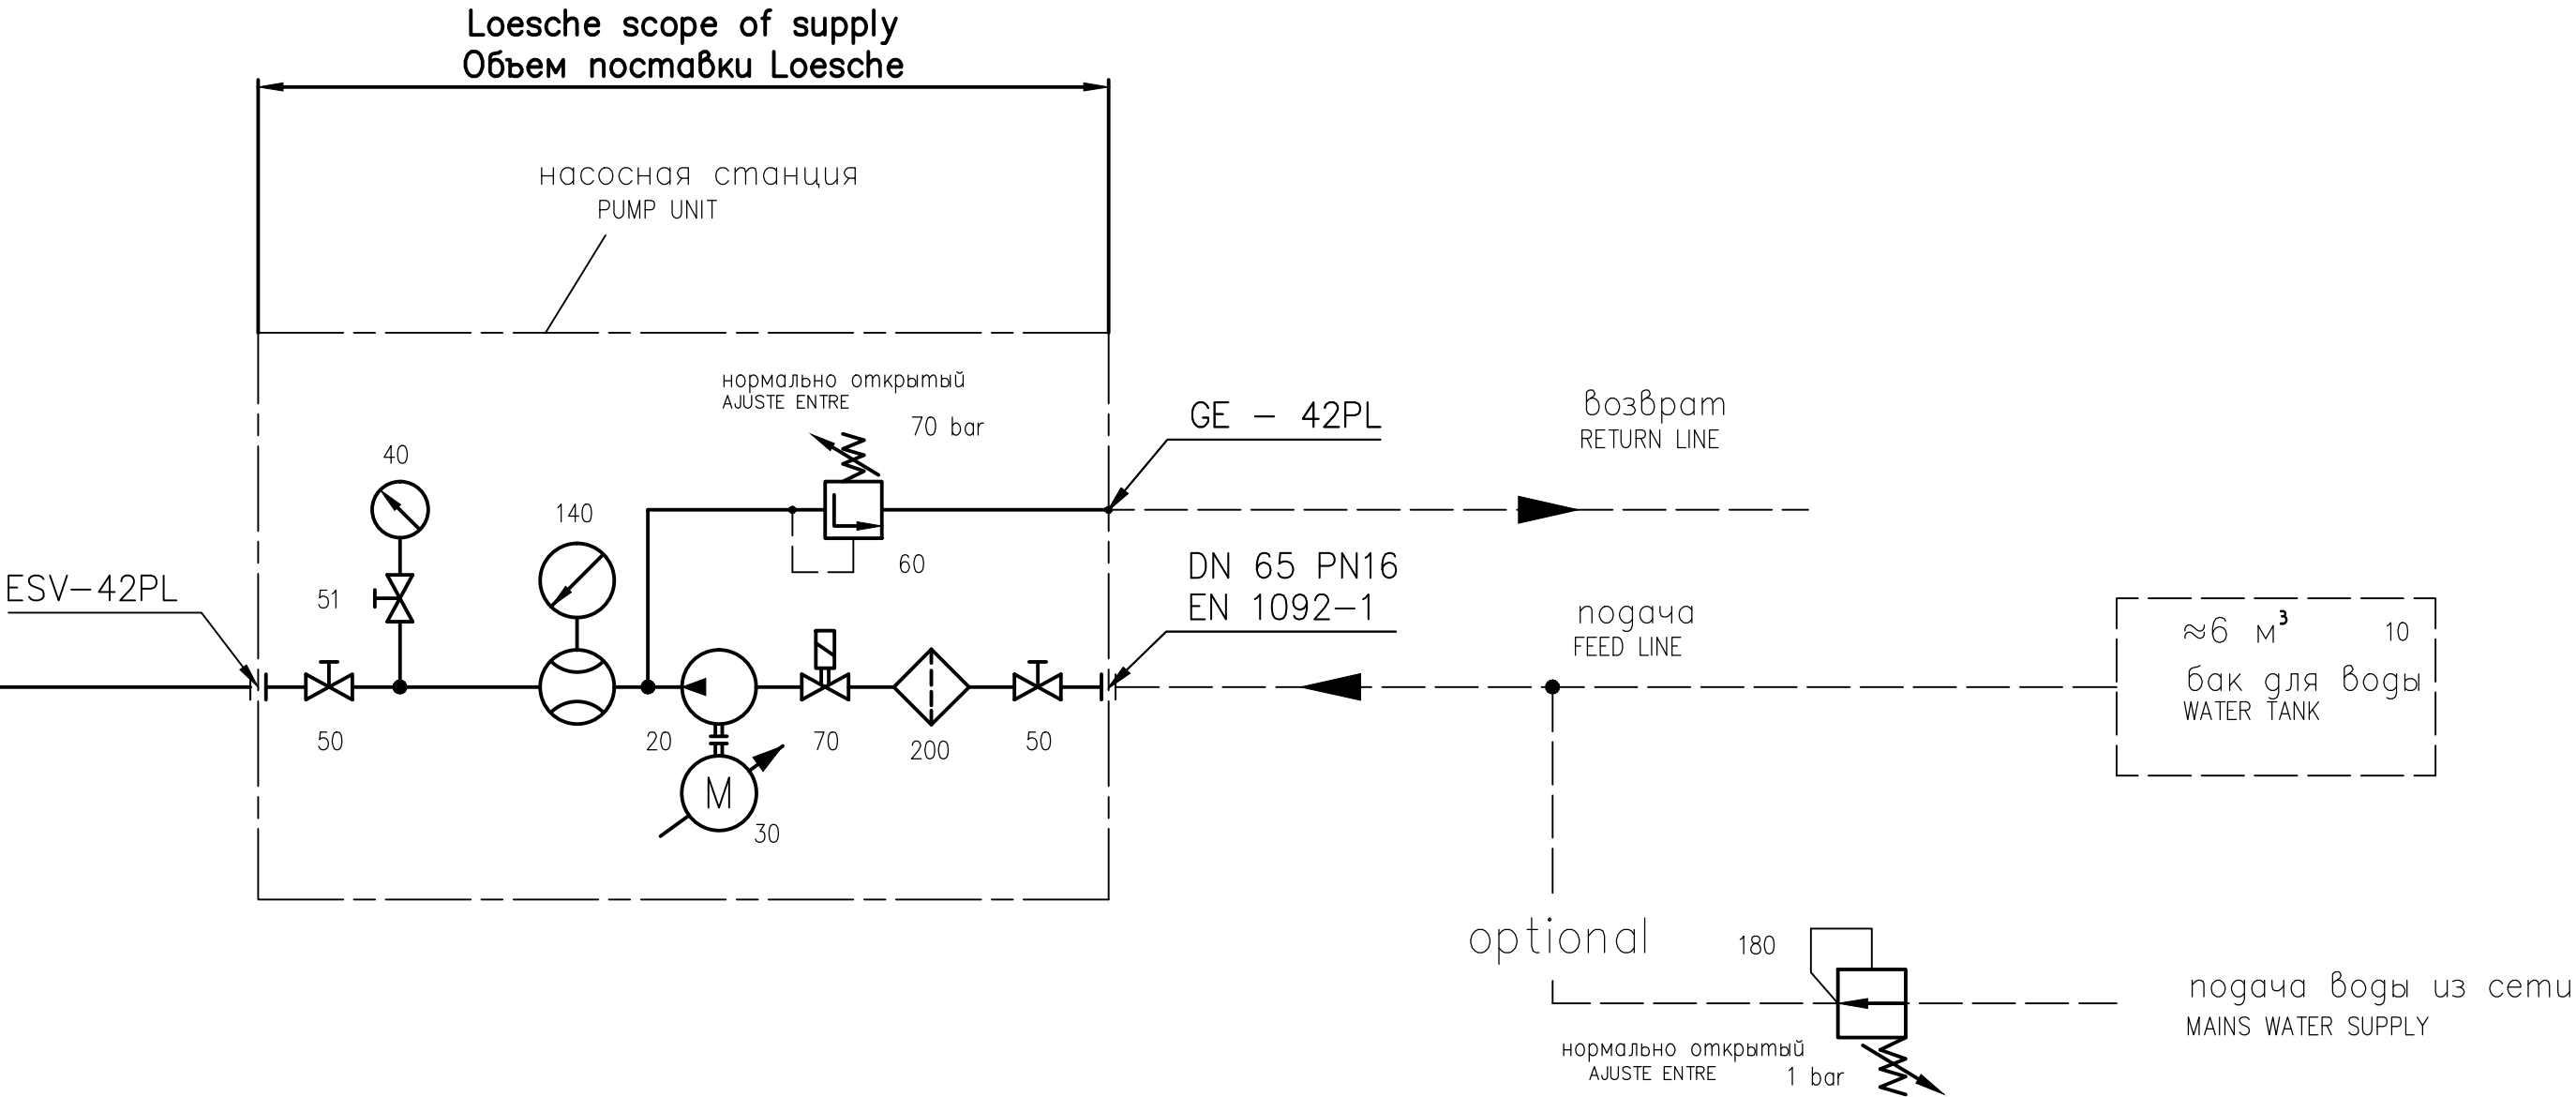 Loesche scope of supply
Объем поставки Loesche
насосная станция
PUMP UNIT
нормально открытый
AJUSTE ENTRE
70 bar
GE - 42PL
возврат
RETURN LINE
40
140
60
DN 65 PN16
EN 1092-1
ESV-42PL
51
подача
FEED LINE
≈6 м³
10
бак для воды
WATER TANK
50
20
70
200
50
M
30
optional
180
подача воды из сети
MAINS WATER SUPPLY
нормально открытый
AJUSTE ENTRE
1 bar